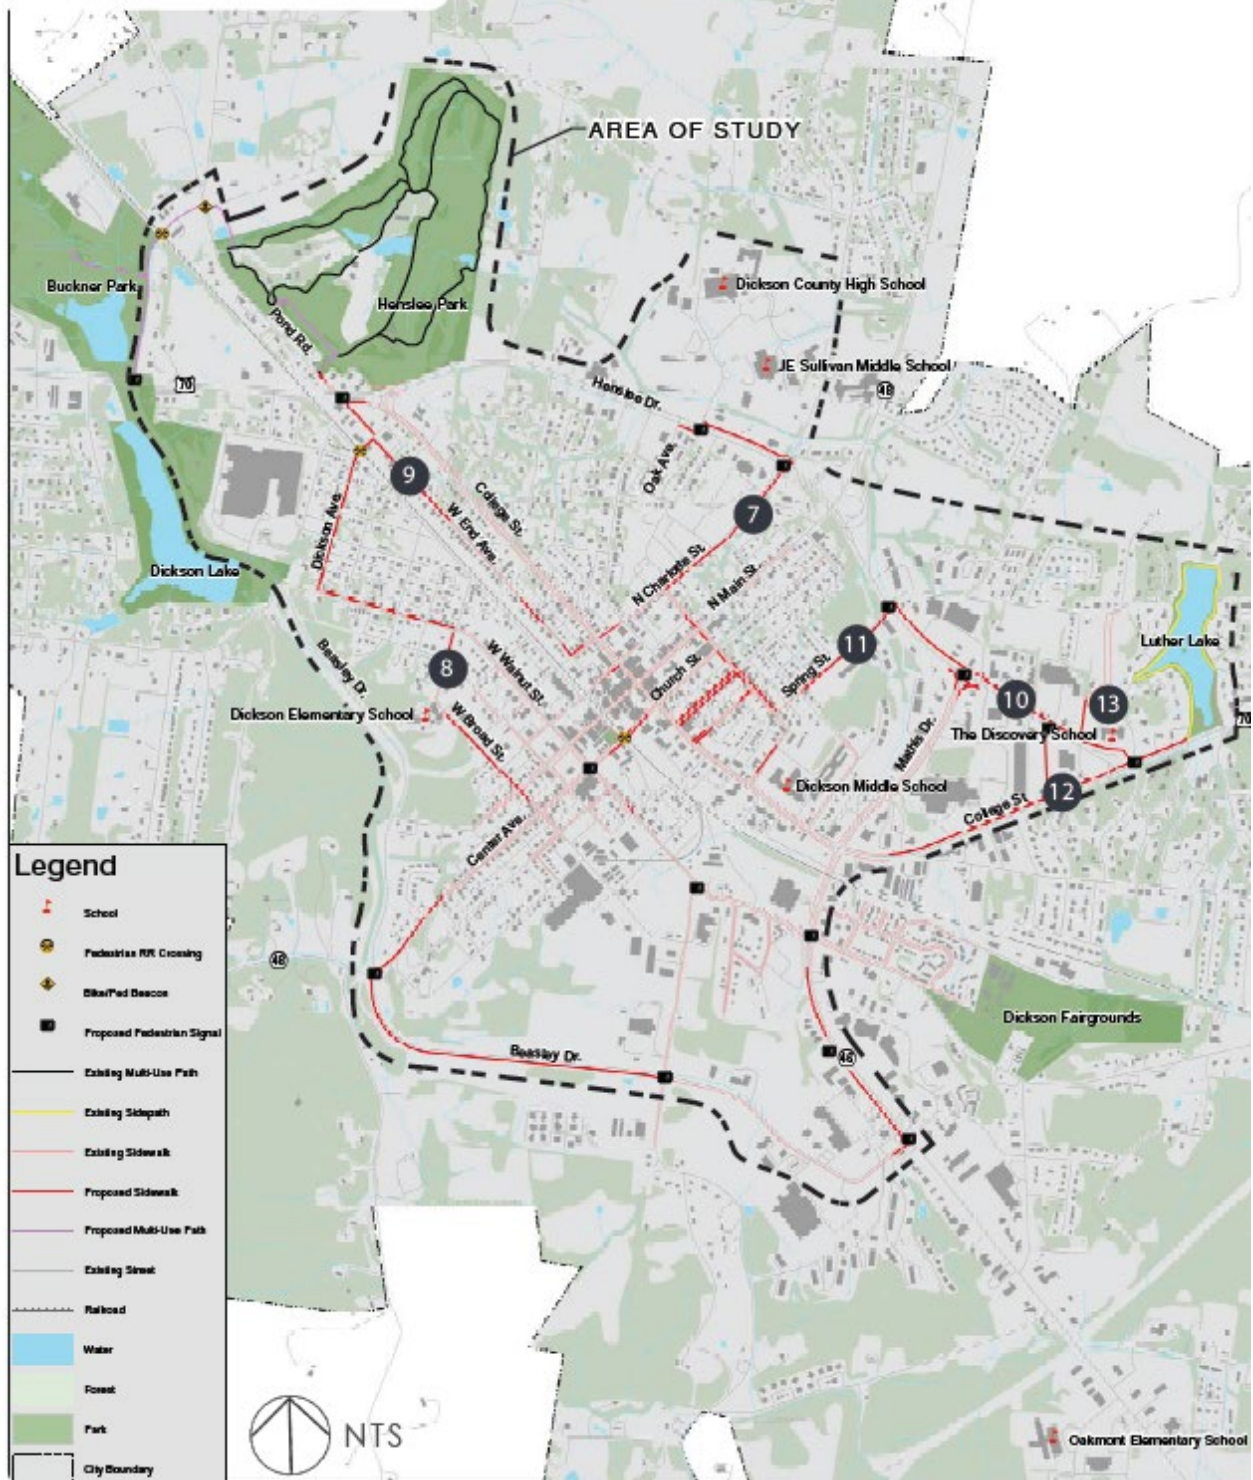 AREA OF STUDY
Dickson County High School
Buckner Park
Henslee Park
Pond Rd.
JE Sullivan Middle School
70
48
Henslee Dr.
Oak Ave.
9
College St.
7
W End Ave.
Dickson Ave.
Dickson Lake
N Charlotte St.
N Main St.
Luther Lake
11
Beasley Dr.
8
W Walnut St.
Church St.
Spring St.
10
13
Dickson Elementary School
W Broad St.
Mathis Dr.
The Discovery School
70
Dickson Middle School
12
College St.
Center Ave.
48
Dickson Fairgrounds
Beasley Dr.
46
Legend
School
Pedestrian RR Crossing
Bike/Ped Beacon
Proposed Pedestrian Signal
Existing Multi-Use Path
Existing Sidepath
Existing Sidewalk
Proposed Sidewalk
Proposed Multi-Use Path
Existing Street
Railroad
Water
Forest
Park
City Boundary
NTS
Oakmont Elementary School